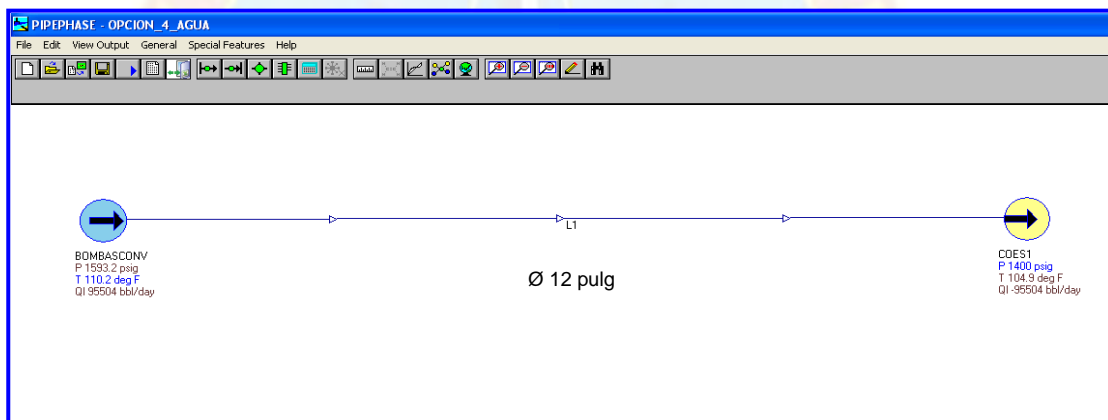 PIPEPHASE - OPCION_4_AGUA
File Edit View Output General Special Features Help
L1
BOMBASCONV
P 1593.2 psig
T 110.2 deg F
Ql 95504 bbl/day
Ø 12 pulg
COES1
P 1400 psig
T 104.9 deg F
Ql -95504 bbl/day